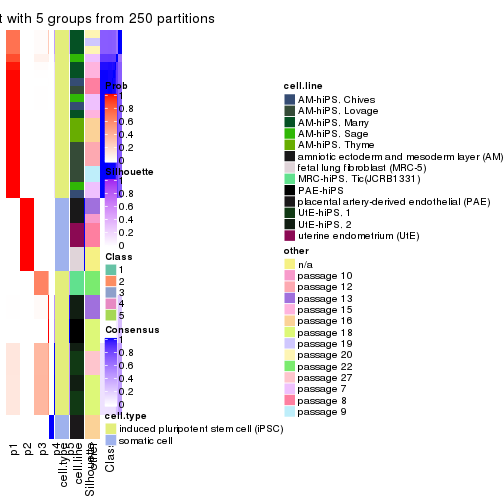 t with 5 groups from 250 partitions
Prob
1
0.8
0.6
0.4
0.2
0
Silhouette
1
0.8
0.6
0.4
0.2
0
Class
1
2
3
4
5
Consensus
1
0.8
0.6
0.4
0.2
0
cell.type
induced pluripotent stem cell (iPSC)
somatic cell
p1
p2
p3
p4
p5
cell.type
cell.line
Silhouette
other
Class
cell.line
AM-hiPS. Chives
AM-hiPS. Lovage
AM-hiPS. Marry
AM-hiPS. Sage
AM-hiPS. Thyme
amniotic ectoderm and mesoderm layer (AM)
fetal lung fibroblast (MRC-5)
MRC-hiPS. Tic(JCRB1331)
PAE-hiPS
placental artery-derived endothelial (PAE)
UtE-hiPS. 1
UtE-hiPS. 2
uterine endometrium (UtE)
other
n/a
passage 10
passage 12
passage 13
passage 15
passage 16
passage 18
passage 19
passage 20
passage 22
passage 27
passage 7
passage 8
passage 9